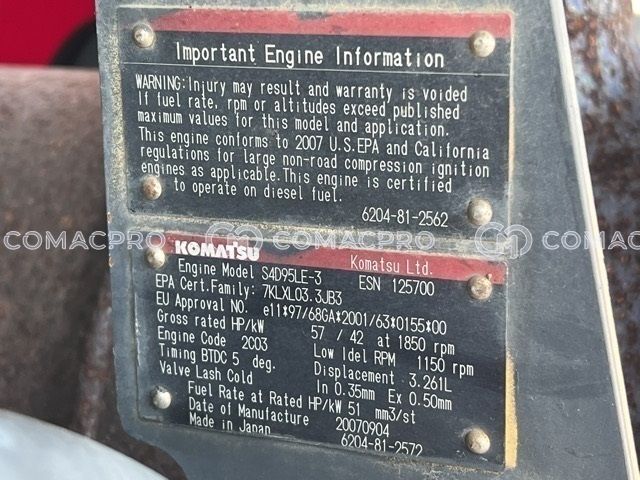 Important Engine Information
WARNING:Injury may result and warranty is voided
If fuel rate, rpm or altitudes exceed published
maximum values for this model and application.
This engine conforms to 2007 U.S.EPA and California
regulations for large non-road compression ignition
engines as applicable.This engine is certified
to operate on diesel fuel.
6204-81-2562
COMACPRO COMACPRO COMACPRO
KOMATSU Komatsu Ltd.
Engine Model S4D95LE-3 ESN 125700
EPA Cert.Family: 7KLXL03.3JB3
EU Approval NO. e11*97/68GA*2001/63*0155*00
Gross rated HP/kW 57 / 42 at 1850 rpm
Engine Code 2C03 Low Idel RPM 1150 rpm
Timing BTDC 5 deg. Displacement 3.261L
Valve Lash Cold In 0.35mm Ex 0.50mm
Fuel Rate at Rated HP/kW 51 mm3/st
Date of Manufacture 20070904
Made in Japan 6204-81-2572